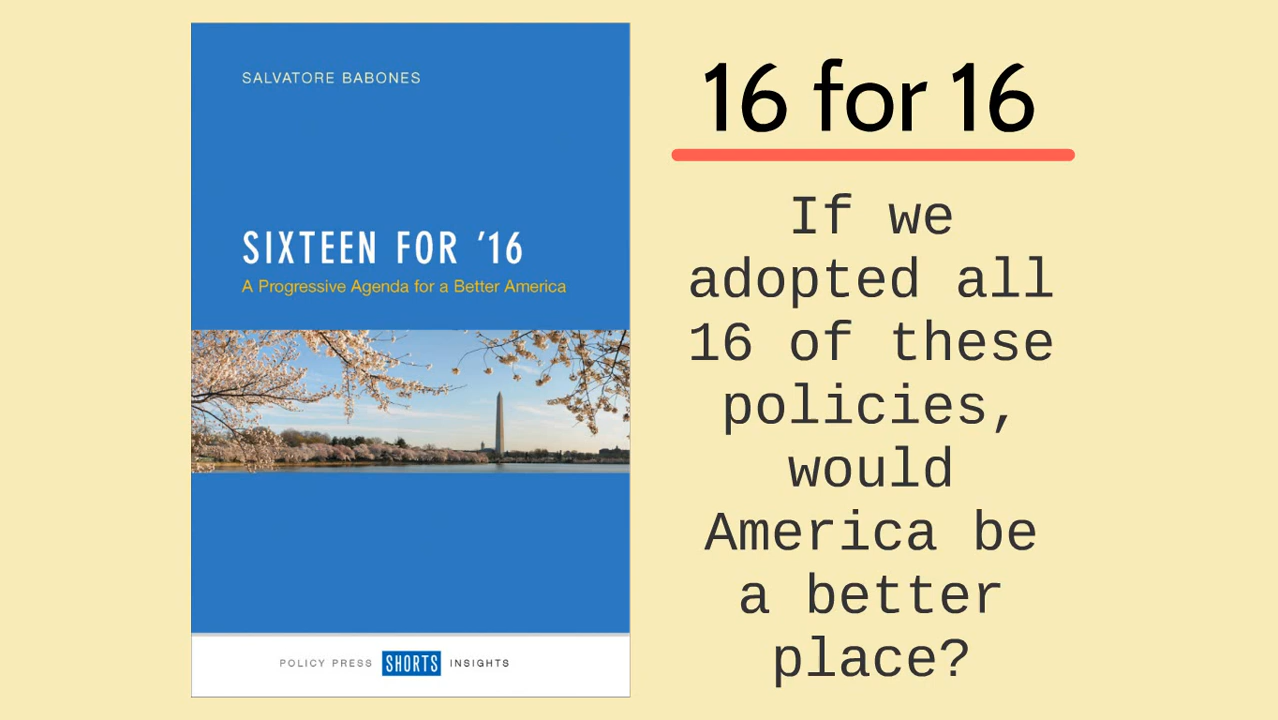 SALVATORE BABONES
SIXTEEN FOR '16
A Progressive Agenda for a Better America
POLICY PRESS SHORTS INSIGHTS
16 for 16
If we
adopted all
16 of these
policies,
would
America be
a better
place?